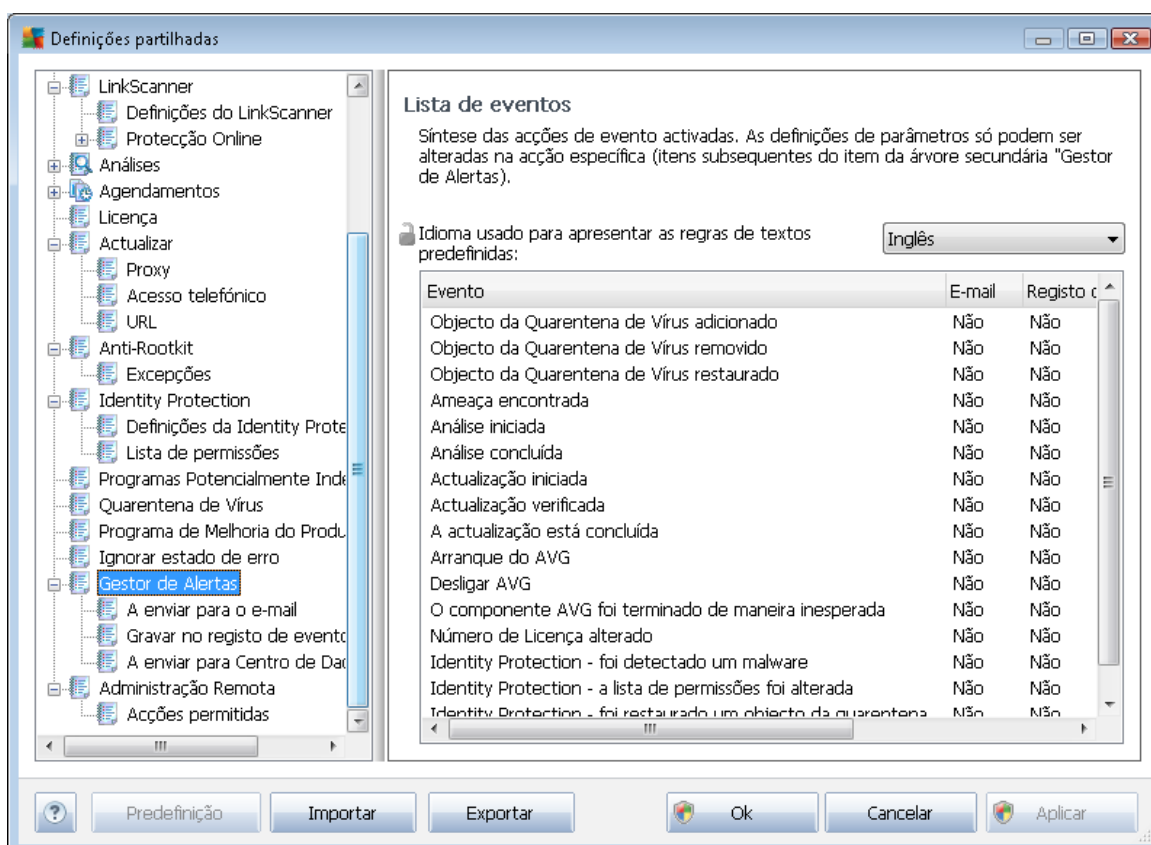 Definições partilhadas
LinkScanner
Definições do LinkScanner
Protecção Online
Análises
Agendamentos
Licença
Actualizar
Proxy
Acesso telefónico
URL
Anti-Rootkit
Excepções
Identity Protection
Definições da Identity Prote
Lista de permissões
Programas Potencialmente Inde
Quarentena de Vírus
Programa de Melhoria do Produ
Ignorar estado de erro
Gestor de Alertas
A enviar para o e-mail
Gravar no registo de evento
A enviar para Centro de Dad
Administração Remota
Acções permitidas
Lista de eventos
Síntese das acções de evento activadas. As definições de parâmetros só podem ser
alteradas na acção específica (itens subsequentes do item da árvore secundária "Gestor
de Alertas).
Idioma usado para apresentar as regras de textos
predefinidas:
Inglês
Evento E-mail Registo d
Objecto da Quarentena de Vírus adicionado Não Não
Objecto da Quarentena de Vírus removido Não Não
Objecto da Quarentena de Vírus restaurado Não Não
Ameaça encontrada Não Não
Análise iniciada Não Não
Análise concluída Não Não
Actualização iniciada Não Não
Actualização verificada Não Não
A actualização está concluída Não Não
Arranque do AVG Não Não
Desligar AVG Não Não
O componente AVG foi terminado de maneira inesperada Não Não
Número de Licença alterado Não Não
Identity Protection - foi detectado um malware Não Não
Identity Protection - a lista de permissões foi alterada Não Não
Identity Protection - foi restaurado um objecto da quarentena Não Não
? Predefinição Importar Exportar Ok Cancelar Aplicar